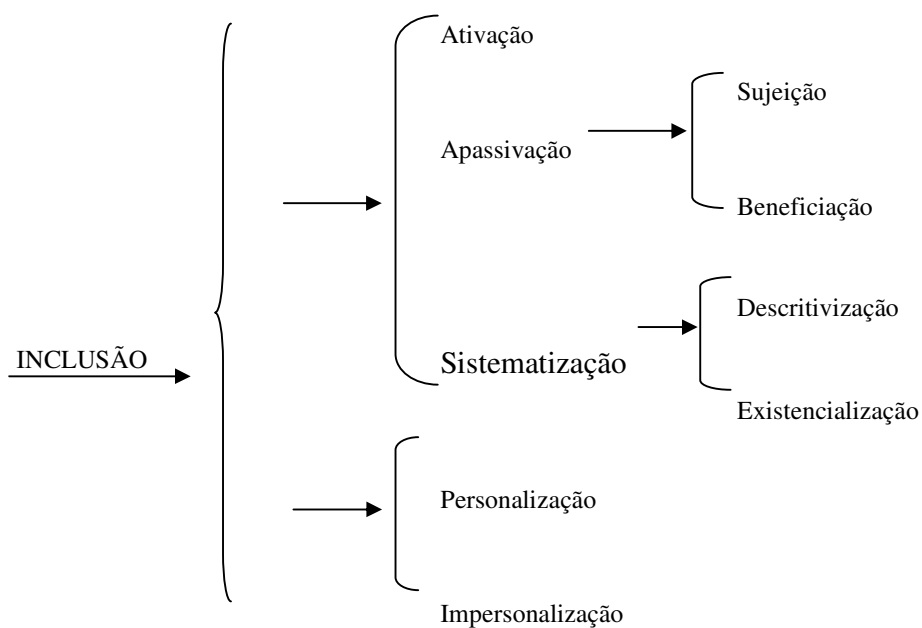 Ativação
Sujeição
Apassivação
Beneficiação
Descritivização
INCLUSÃO
Sistematização
Existencialização
Personalização
Impersonalização